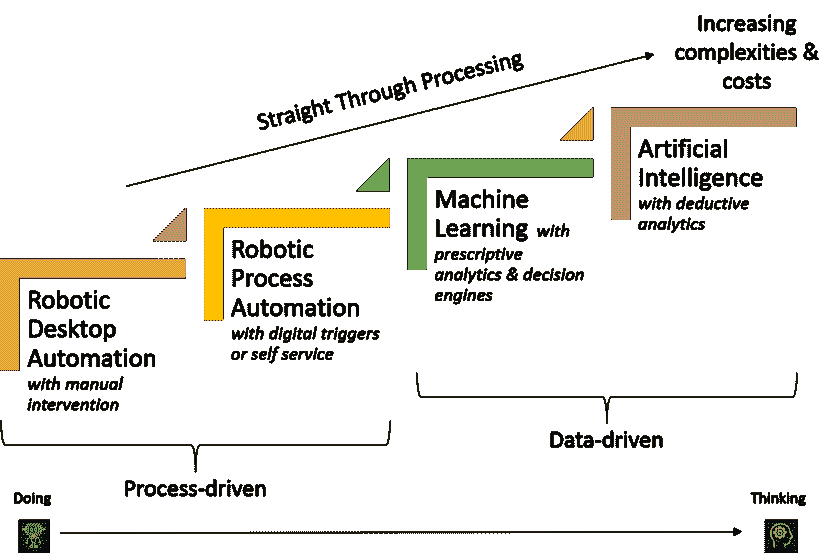 Increasing
complexities &
costs
Straight Through Processing
Artificial
Intelligence
with deductive
analytics
Machine
Learning with
prescriptive
analytics & decision
engines
Robotic
Process
Automation
with digital triggers
or self service
Robotic
Desktop
Automation
with manual
intervention
Data-driven
Process-driven
Doing
Thinking